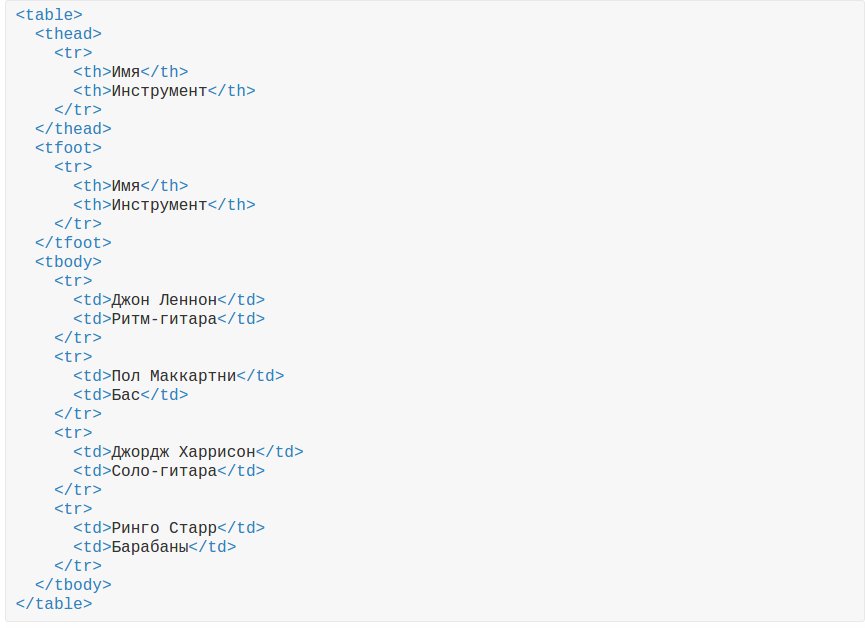 <table>
  <thead>
    <tr>
      <th>Имя</th>
      <th>Инструмент</th>
    </tr>
  </thead>
  <tfoot>
    <tr>
      <th>Имя</th>
      <th>Инструмент</th>
    </tr>
  </tfoot>
  <tbody>
    <tr>
      <td>Джон Леннон</td>
      <td>Ритм-гитара</td>
    </tr>
    <tr>
      <td>Пол Маккартни</td>
      <td>Бас</td>
    </tr>
    <tr>
      <td>Джордж Харрисон</td>
      <td>Соло-гитара</td>
    </tr>
    <tr>
      <td>Ринго Старр</td>
      <td>Барабаны</td>
    </tr>
  </tbody>
</table>